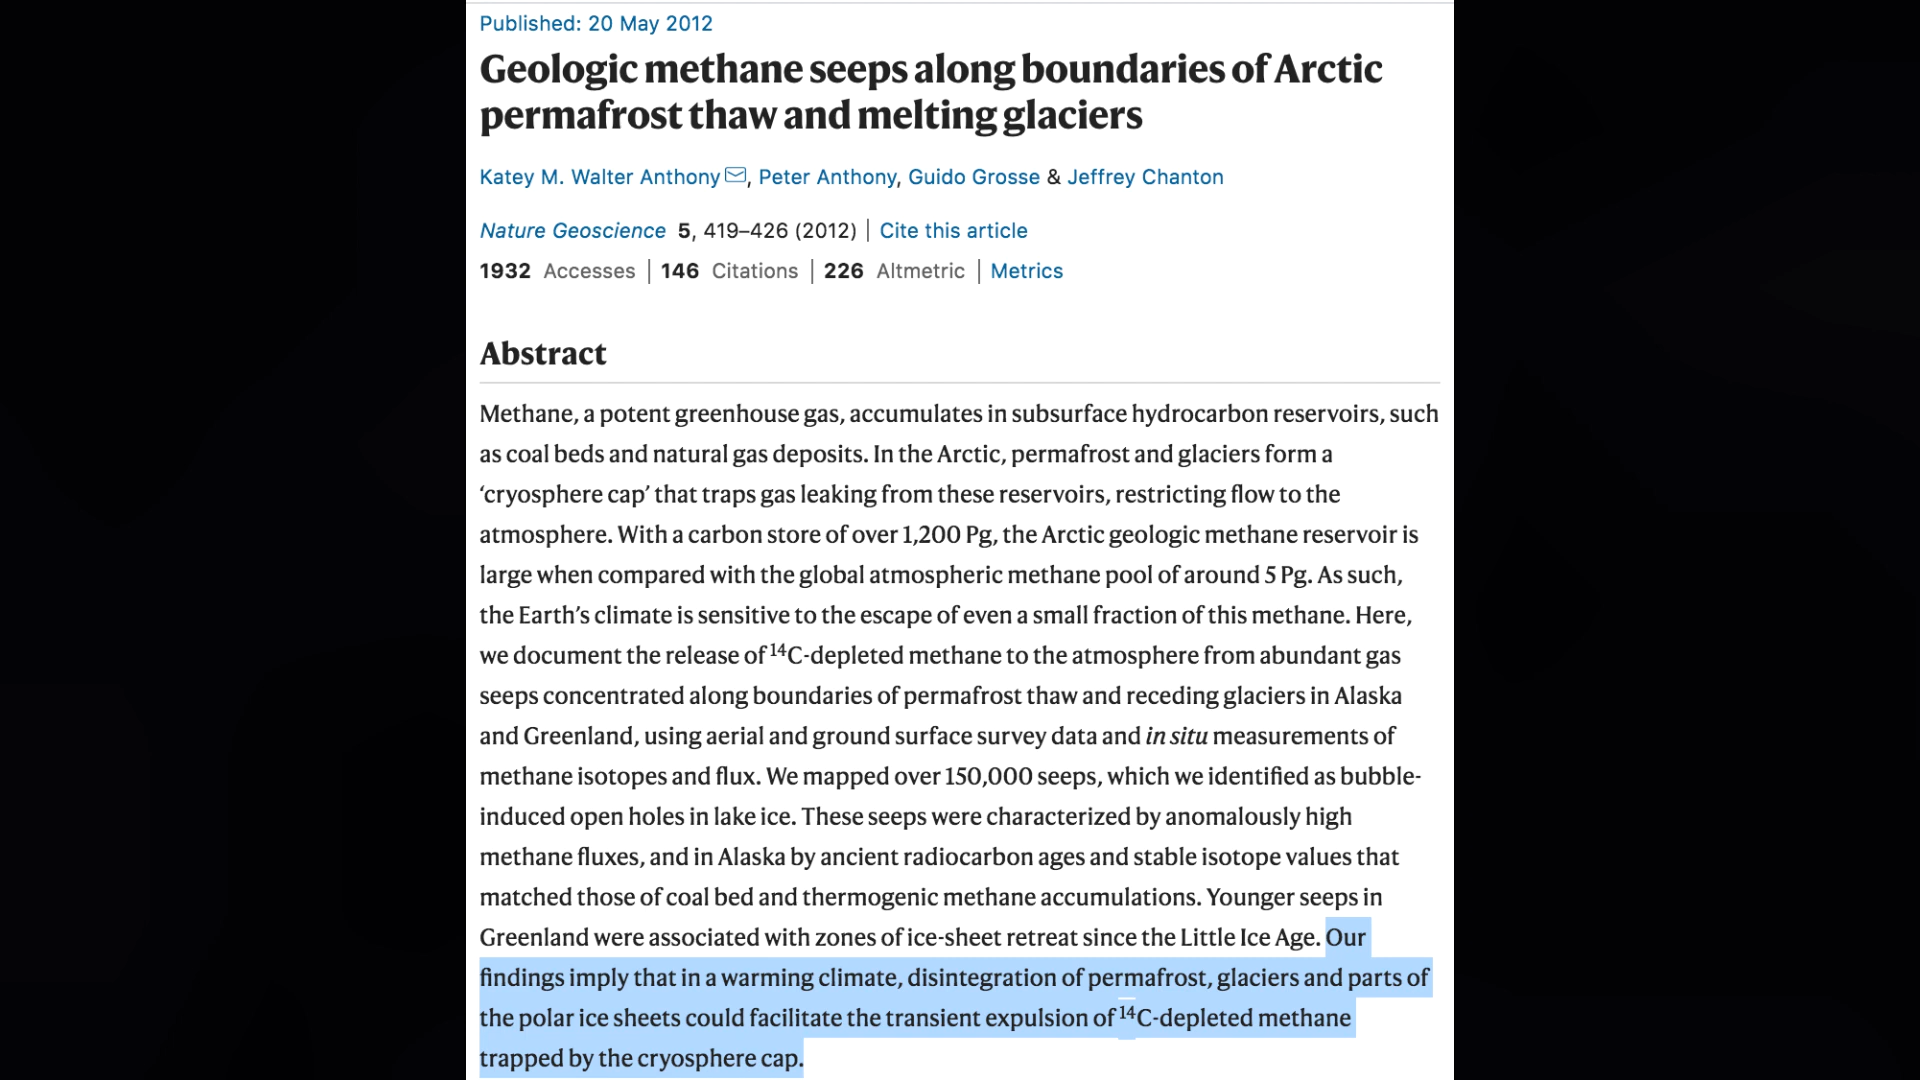 Published: 20 May 2012
Geologic methane seeps along boundaries of Arctic
permafrost thaw and melting glaciers
Katey M. Walter Anthony, Peter Anthony, Guido Grosse & Jeffrey Chanton
Nature Geoscience 5, 419–426 (2012) | Cite this article
1932 Accesses | 146 Citations | 226 Altmetric | Metrics
Abstract
Methane, a potent greenhouse gas, accumulates in subsurface hydrocarbon reservoirs, such
as coal beds and natural gas deposits. In the Arctic, permafrost and glaciers form a
‘cryosphere cap’ that traps gas leaking from these reservoirs, restricting flow to the
atmosphere. With a carbon store of over 1,200 Pg, the Arctic geologic methane reservoir is
large when compared with the global atmospheric methane pool of around 5 Pg. As such,
the Earth’s climate is sensitive to the escape of even a small fraction of this methane. Here,
we document the release of ¹⁴C-depleted methane to the atmosphere from abundant gas
seeps concentrated along boundaries of permafrost thaw and receding glaciers in Alaska
and Greenland, using aerial and ground surface survey data and in situ measurements of
methane isotopes and flux. We mapped over 150,000 seeps, which we identified as bubble-
induced open holes in lake ice. These seeps were characterized by anomalously high
methane fluxes, and in Alaska by ancient radiocarbon ages and stable isotope values that
matched those of coal bed and thermogenic methane accumulations. Younger seeps in
Greenland were associated with zones of ice-sheet retreat since the Little Ice Age. Our
findings imply that in a warming climate, disintegration of permafrost, glaciers and parts of
the polar ice sheets could facilitate the transient expulsion of ¹⁴C-depleted methane
trapped by the cryosphere cap.